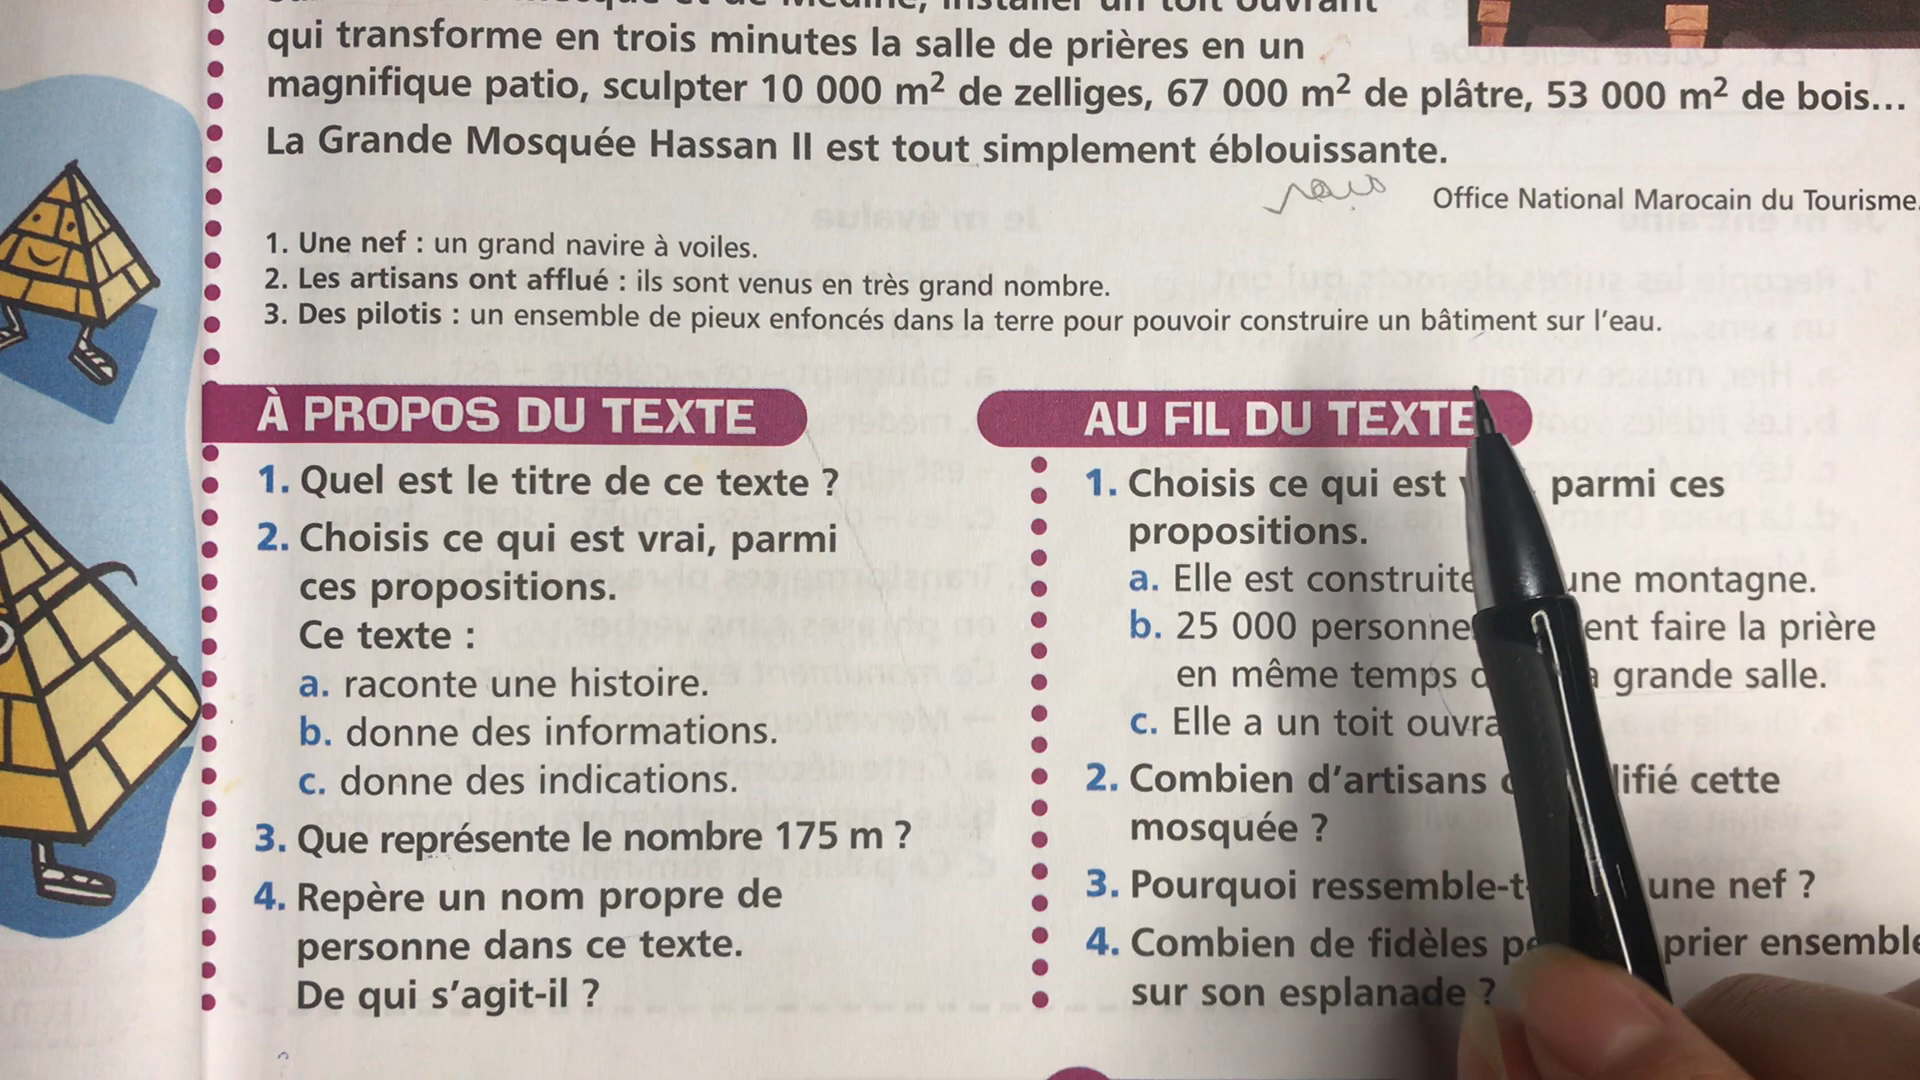 qui transforme en trois minutes la salle de prières en un
magnifique patio, sculpter 10 000 m² de zelliges, 67 000 m² de plâtre, 53 000 m² de bois...
La Grande Mosquée Hassan II est tout simplement éblouissante.
Office National Marocain du Tourisme.
1. Une nef : un grand navire à voiles.
2. Les artisans ont afflué : ils sont venus en très grand nombre.
3. Des pilotis : un ensemble de pieux enfoncés dans la terre pour pouvoir construire un bâtiment sur l'eau.
À PROPOS DU TEXTE
1. Quel est le titre de ce texte ?
2. Choisis ce qui est vrai, parmi
ces propositions.
Ce texte :
a. raconte une histoire.
b. donne des informations.
c. donne des indications.
3. Que représente le nombre 175 m ?
4. Repère un nom propre de
personne dans ce texte.
De qui s'agit-il ?
AU FIL DU TEXTE
1. Choisis ce qui est parmi ces
propositions.
a. Elle est construite une montagne.
b. 25 000 faire la prière
en même temps grande salle.
c. Elle a un toit
2. Combien d'artisans cette
mosquée ?
3. Pourquoi une nef ?
4. Combien de fidèles prier
sur son esplanade ?